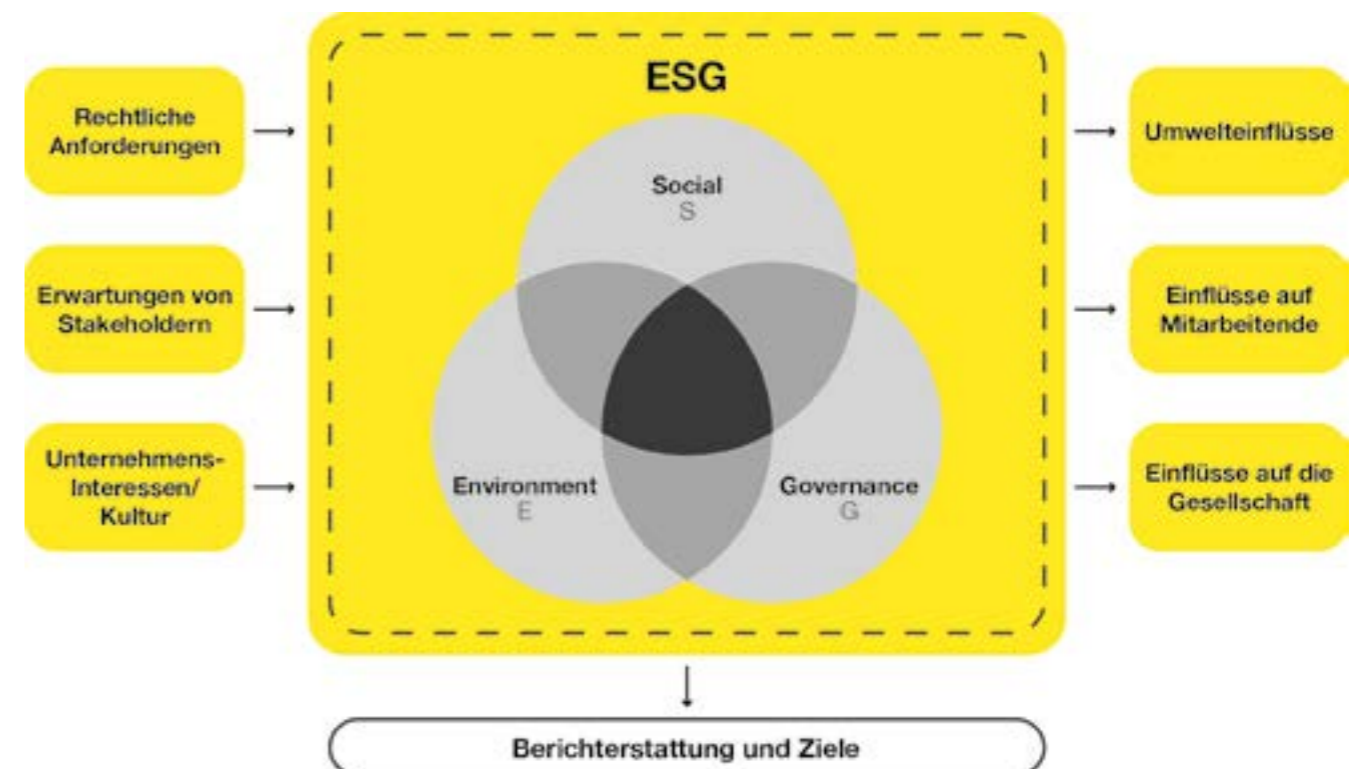 ESG
Rechtliche
Anforderungen
Erwartungen von
Stakeholdern
Unternehmens-
Interessen/
Kultur
Social
S
Environment
E
Governance
G
Umwelteinflüsse
Einflüsse auf
Mitarbeitende
Einflüsse auf die
Gesellschaft
Berichterstattung und Ziele